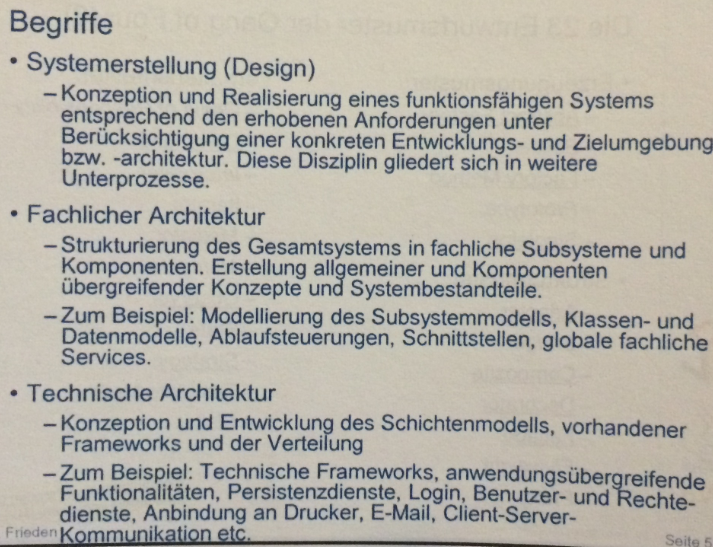 Begriffe
• Systemerstellung (Design)
– Konzeption und Realisierung eines funktionsfähigen Systems
entsprechend den erhobenen Anforderungen unter
Berücksichtigung einer konkreten Entwicklungs- und Zielumgebung
bzw. -architektur. Diese Disziplin gliedert sich in weitere
Unterprozesse.
• Fachlicher Architektur
– Strukturierung des Gesamtsystems in fachliche Subsysteme und
Komponenten. Erstellung allgemeiner und Komponenten
übergreifender Konzepte und Systembestandteile.
– Zum Beispiel: Modellierung des Subsystemmodells, Klassen- und
Datenmodelle, Ablaufsteuerungen, Schnittstellen, globale fachliche
Services.
• Technische Architektur
– Konzeption und Entwicklung des Schichtenmodells, vorhandener
Frameworks und der Verteilung
– Zum Beispiel: Technische Frameworks, anwendungsübergreifende
Funktionalitäten, Persistenzdienste, Login, Benutzer- und Rechte-
dienste, Anbindung an Drucker, E-Mail, Client-Server-
Kommunikation etc.
Frieden
Seite 5